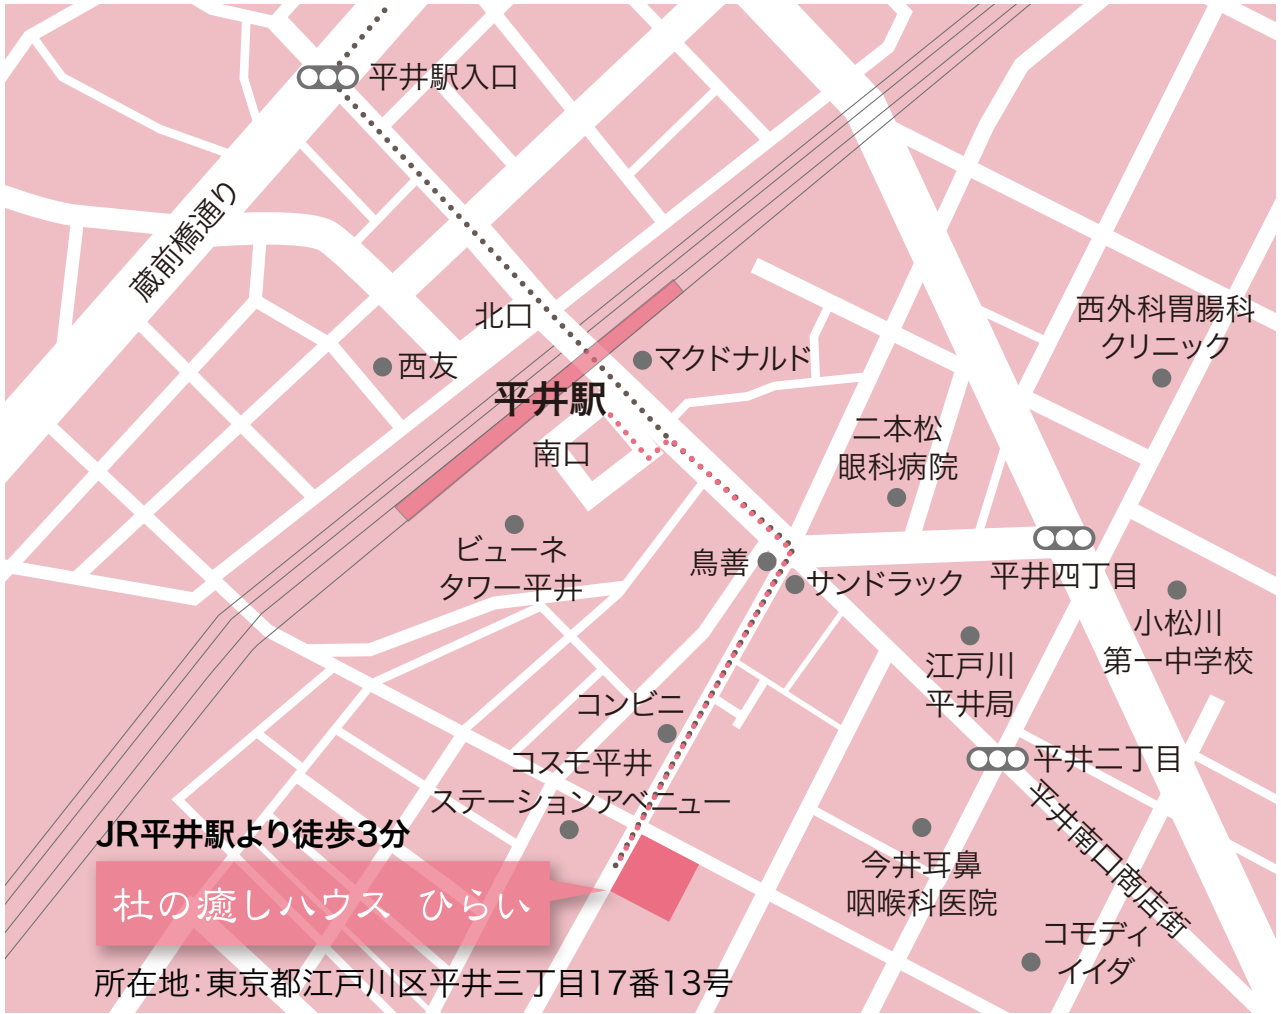 平井駅入口
蔵前橋通り
北口
西友
マクドナルド
平井駅
南口
西外科胃腸科
クリニック
二本松
眼科病院
ビューネ
タワー平井
鳥善
サンドラック
平井四丁目
小松川
第一中学校
江戸川
平井局
コンビニ
コスモ平井
ステーションアベニュー
平井二丁目
平井南口商店街
JR平井駅より徒歩3分
杜の癒しハウス ひらい
今井耳鼻
咽喉科医院
コモディ
イイダ
所在地：東京都江戸川区平井三丁目17番13号